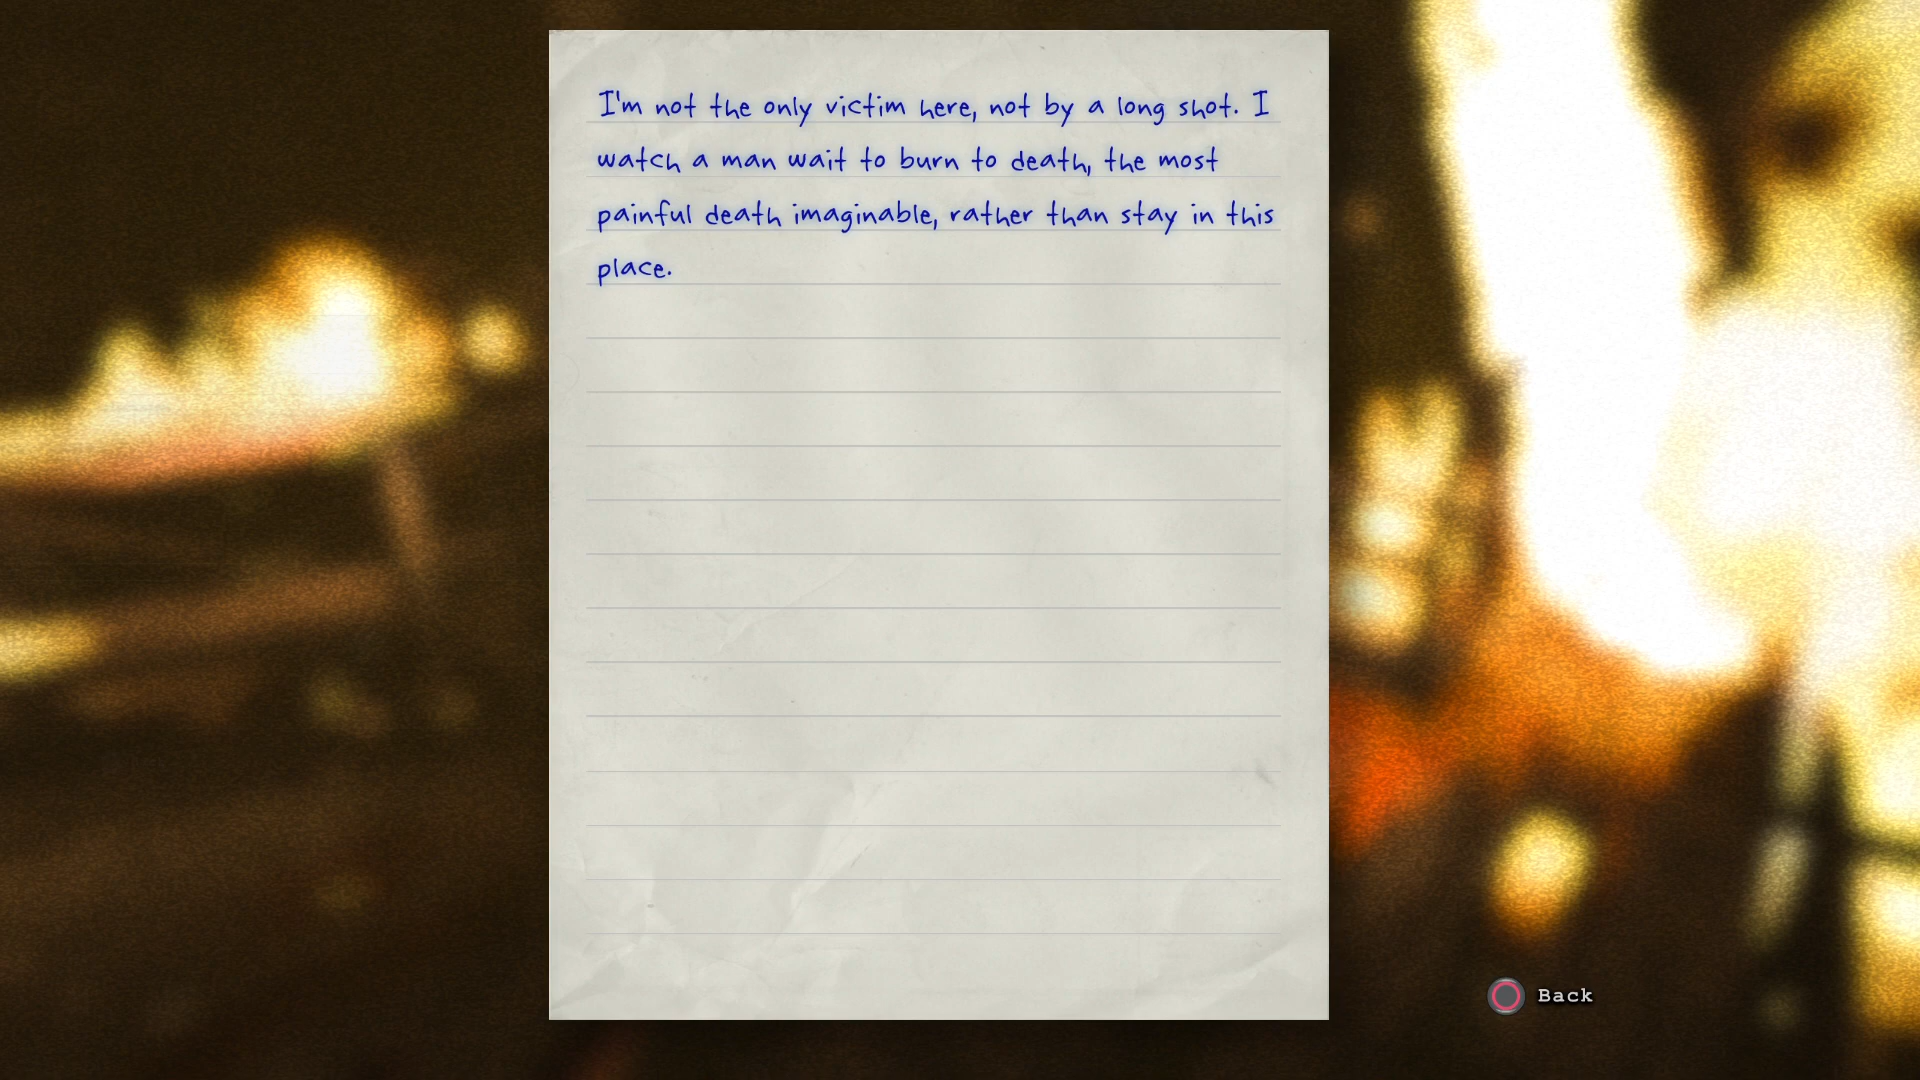 I'm not the only victim here, not by a long shot. I
watch a man wait to burn to death, the most
painful death imaginable, rather than stay in this
place.
Back